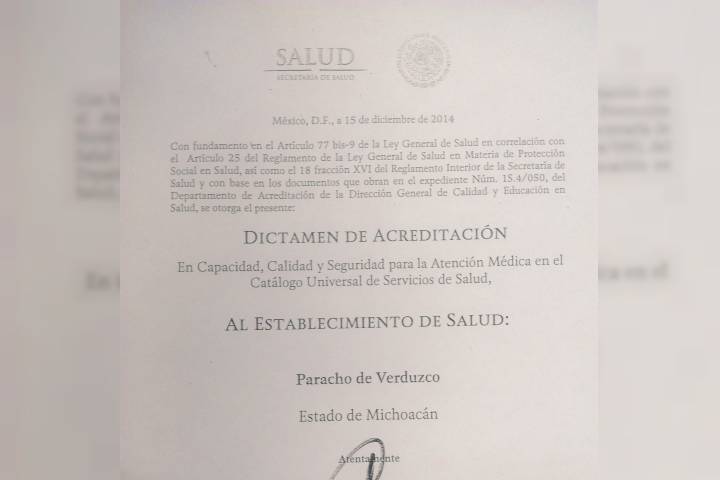 SALUD
SECRETARÍA DE SALUD
México, D.F., a 15 de diciembre de 2014
Con fundamento en el Artículo 77 bis-9 de la Ley General de Salud en correlación con
el Artículo 25 del Reglamento de la Ley General de Salud en Materia de Protección
Social en Salud, así como el 18 fracción XVI del Reglamento Interior de la Secretaría de
Salud y con base en los documentos que obran en el expediente Núm. 15.4/050, del
Departamento de Acreditación de la Dirección General de Calidad y Educación en
Salud, se otorga el presente:
DICTAMEN DE ACREDITACIÓN
En Capacidad, Calidad y Seguridad para la Atención Médica en el
Catálogo Universal de Servicios de Salud,
AL ESTABLECIMIENTO DE SALUD:
Paracho de Verduzco
Estado de Michoacán
Atentamente